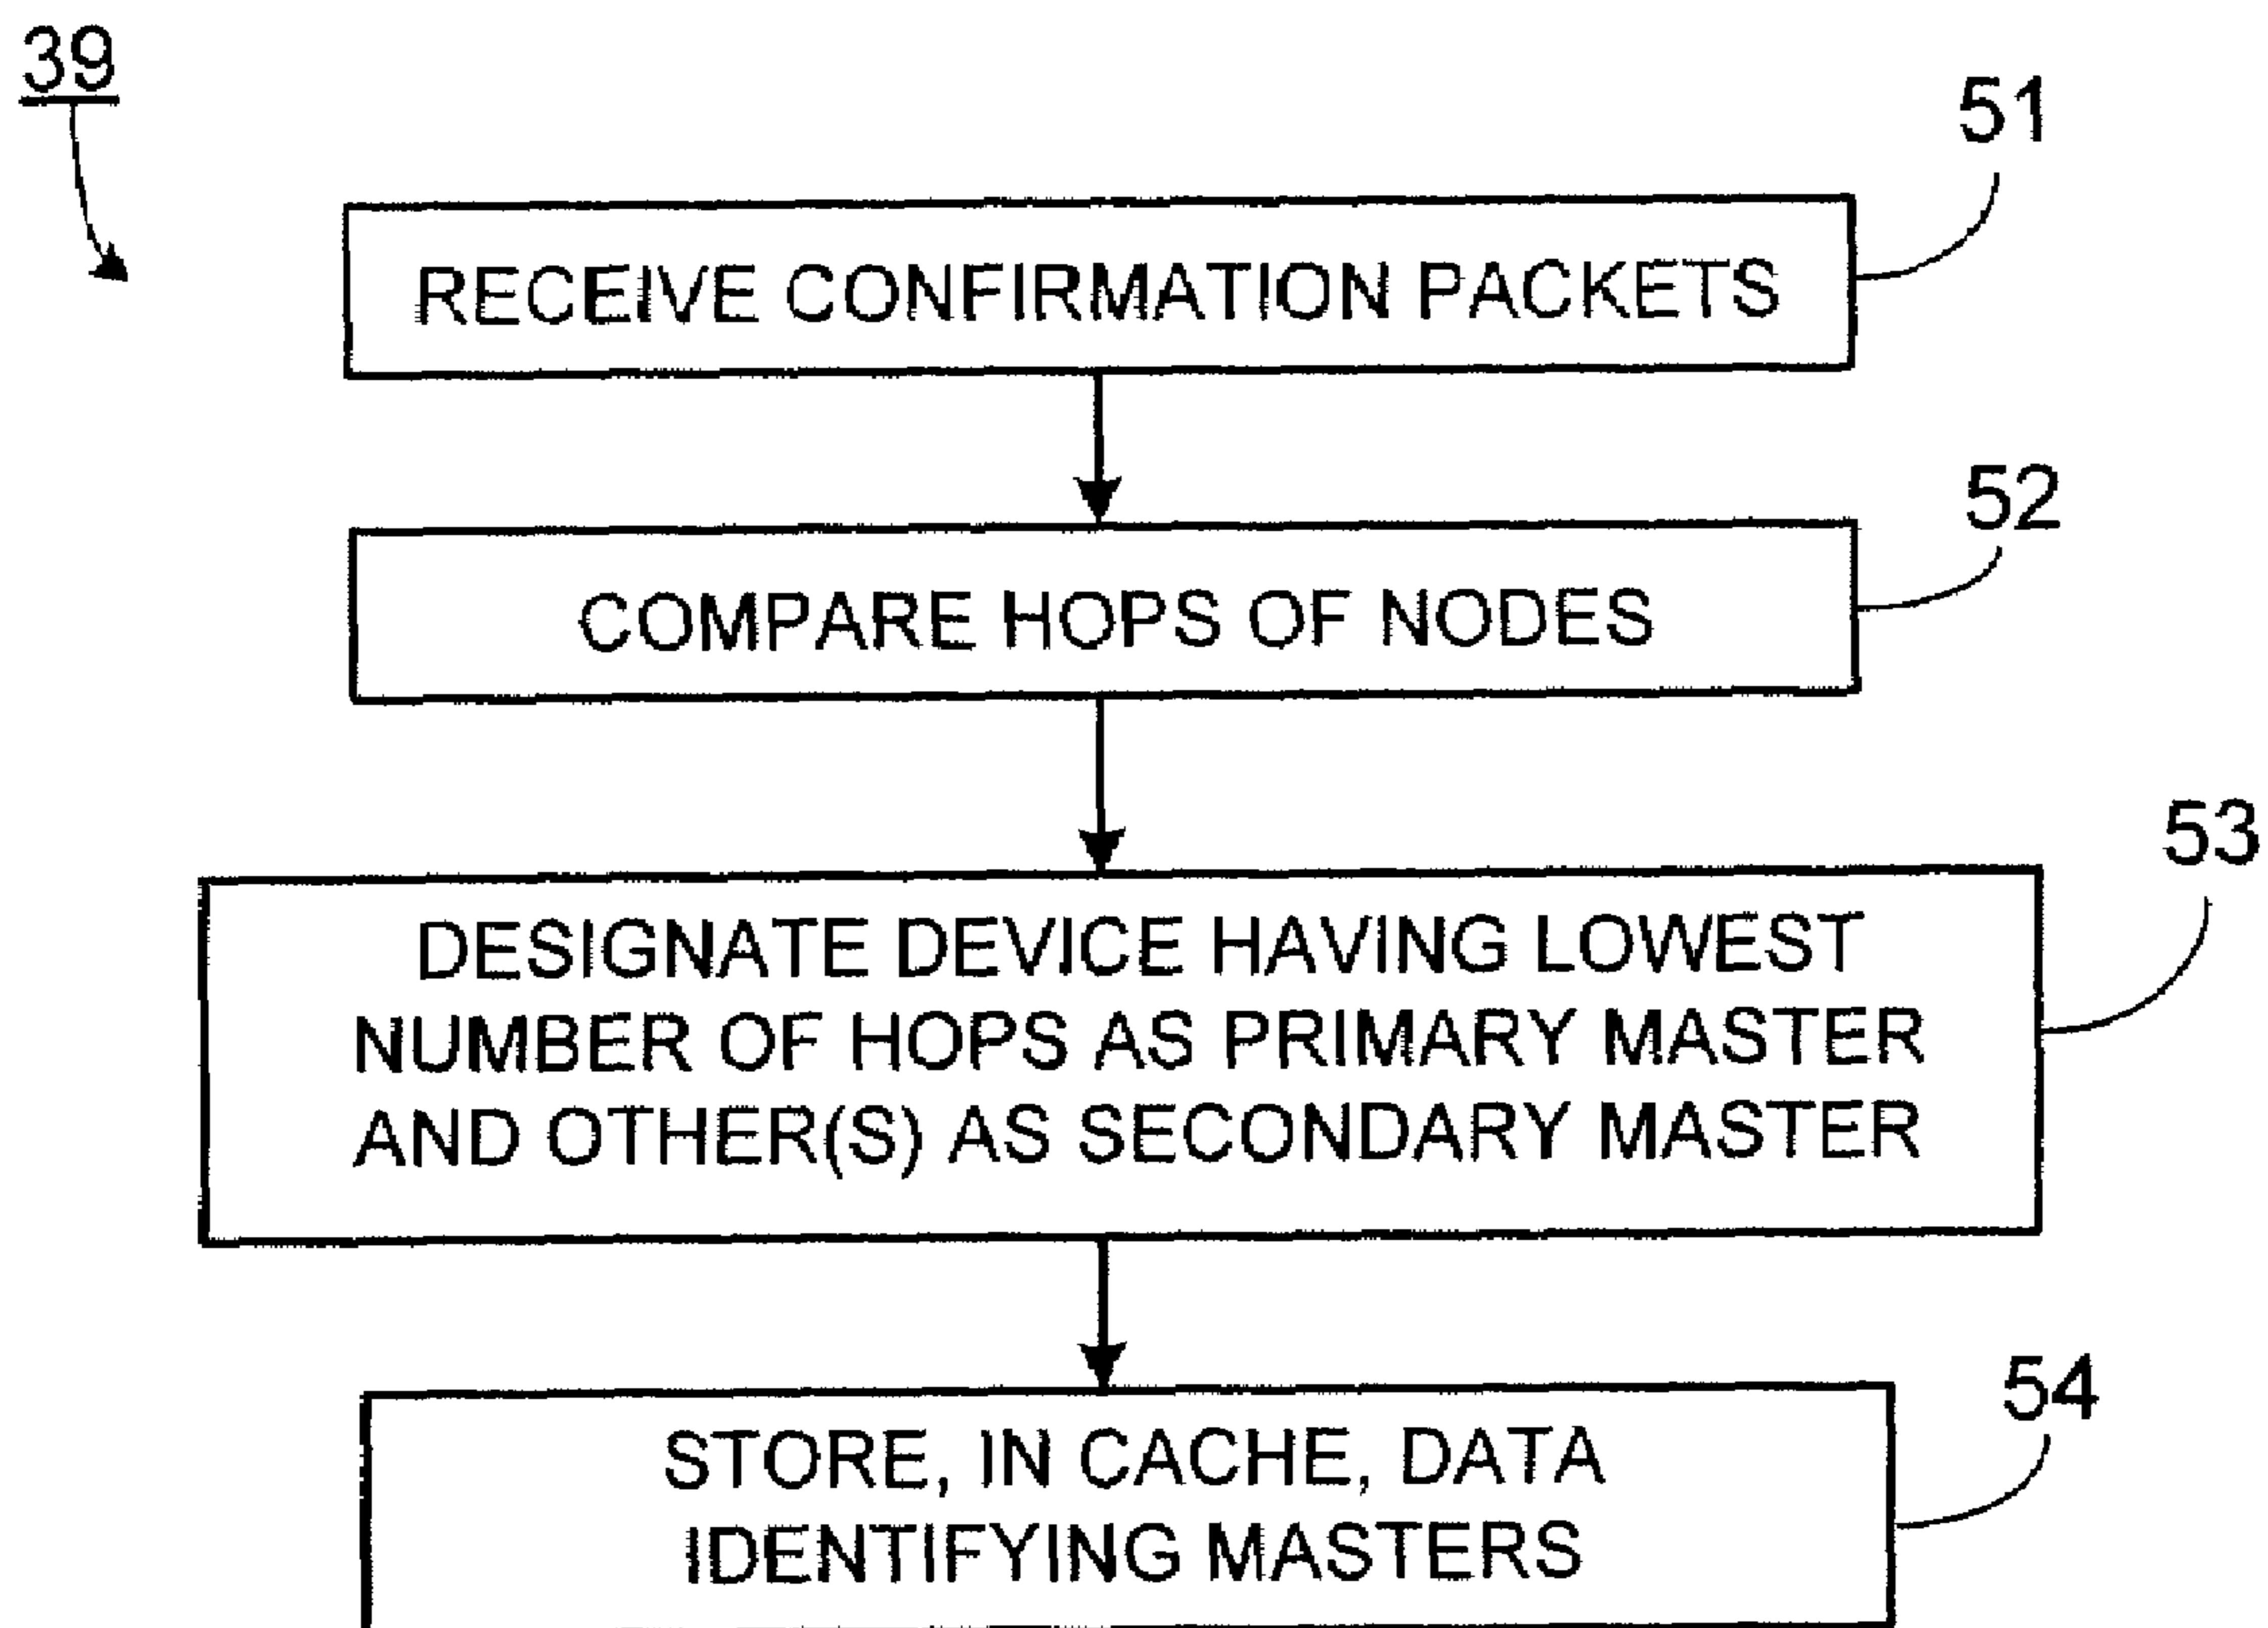 39
51
RECEIVE CONFIRMATION PACKETS
52
COMPARE HOPS OF NODES
53
DESIGNATE DEVICE HAVING LOWEST
NUMBER OF HOPS AS PRIMARY MASTER
AND OTHER(S) AS SECONDARY MASTER
54
STORE, IN CACHE, DATA
IDENTIFYING MASTERS